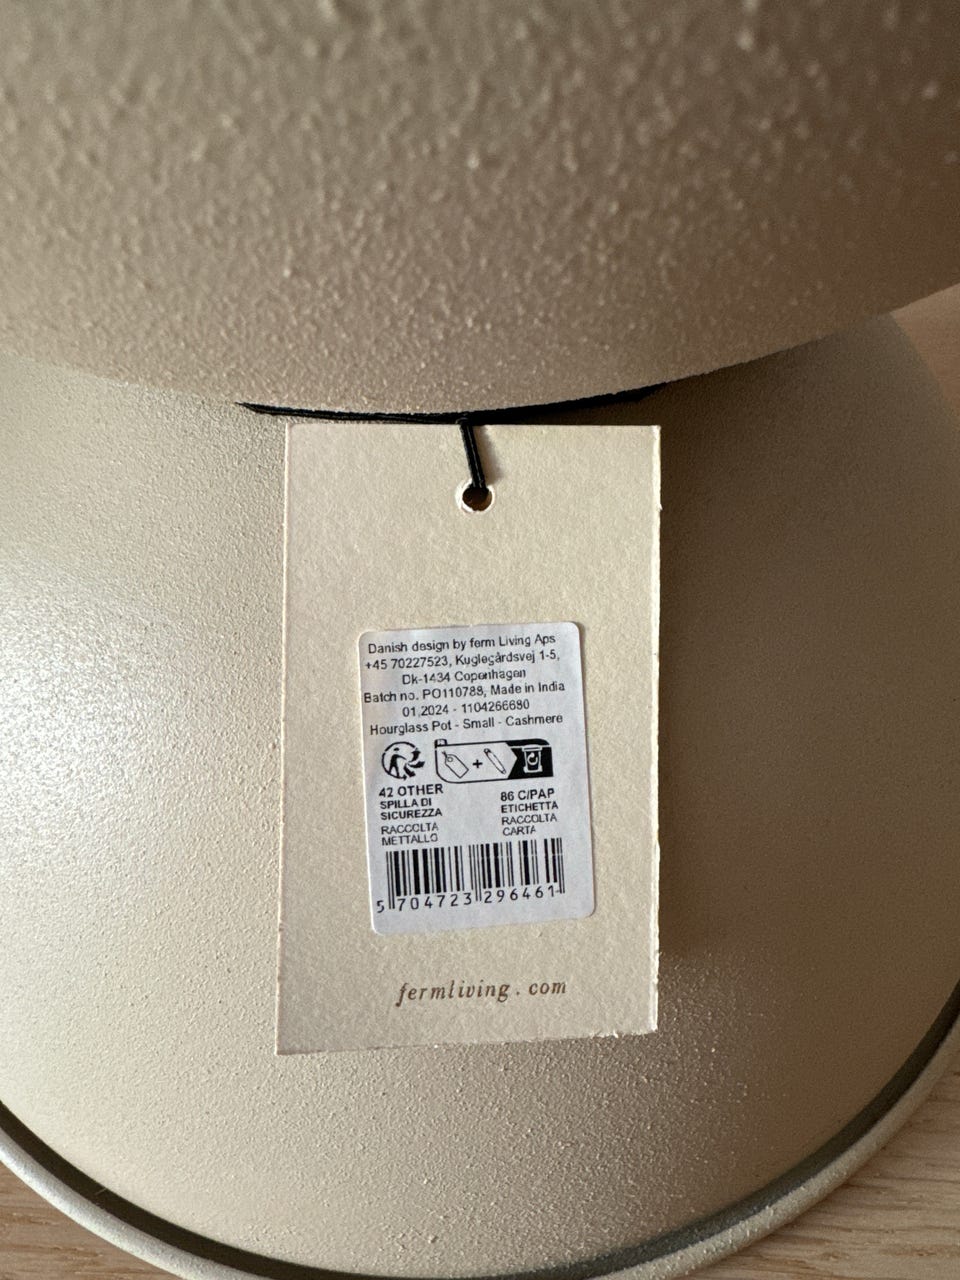 Danish design by ferm Living Aps
+45 70227523, Kuglegårdsvej 1-5,
Dk-1434 Copenhagen
Batch no. PO110788, Made in India
01.2024 - 1104266680
Hourglass Pot - Small - Cashmere
42 OTHER
SPILLA DI
SICUREZZA
RACCOLTA
METTALLO
86 C/PAP
ETICHETTA
RACCOLTA
CARTA
5 704723 296461
fermliving.com